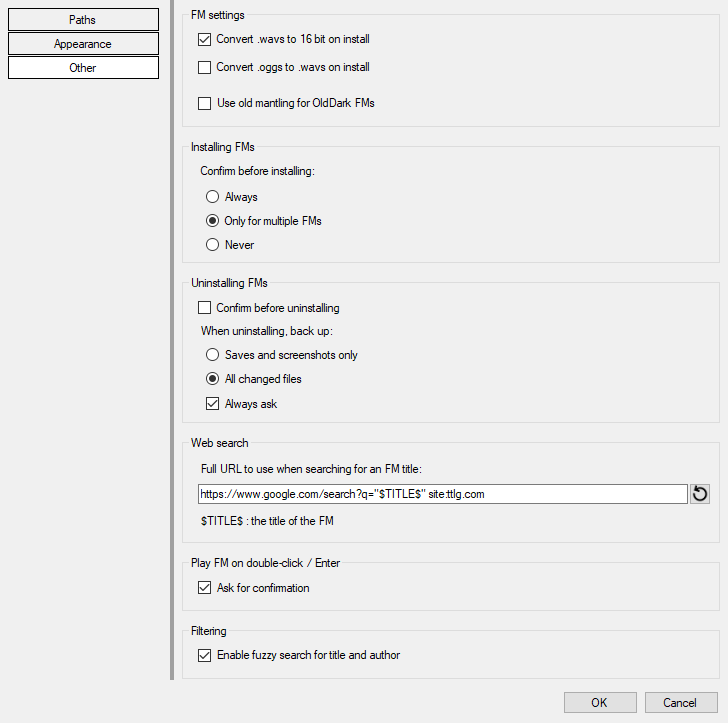 Paths
Appearance
Other
FM settings
Convert .wavs to 16 bit on install
Convert .oggs to .wavs on install
Use old mantling for OldDark FMs
Installing FMs
Confirm before installing:
Always
Only for multiple FMs
Never
Uninstalling FMs
Confirm before uninstalling
When uninstalling, back up:
Saves and screenshots only
All changed files
Always ask
Web search
Full URL to use when searching for an FM title:
https://www.google.com/search?q="$TITLE$" site:ttlg.com
$TITLE$ : the title of the FM
Play FM on double-click / Enter
Ask for confirmation
Filtering
Enable fuzzy search for title and author
OK
Cancel